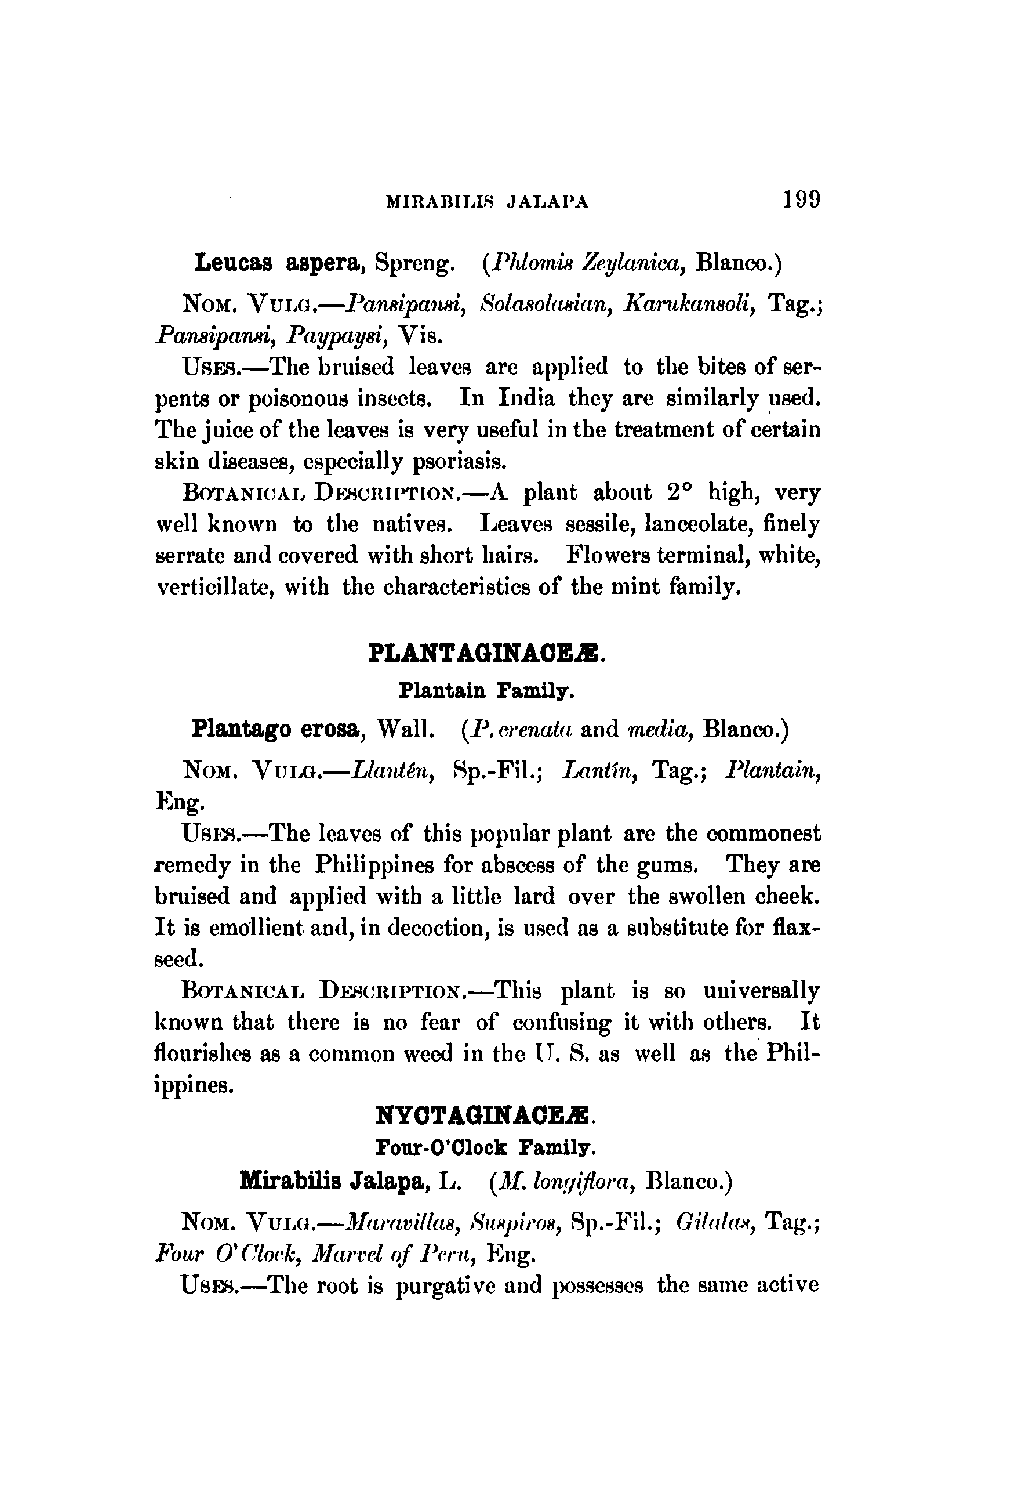 MIRABILIS JALAPA 199
Leucas aspera, Spreng. (Phlomis Zeylanica, Blanco.)
NOM. VULG.—Pansipansi, Solasolasian, Karukansoli, Tag.;
Pansipansi, Paypaysi, Vis.
USES.—The bruised leaves are applied to the bites of ser-
pents or poisonous insects. In India they are similarly used.
The juice of the leaves is very useful in the treatment of certain
skin diseases, especially psoriasis.
BOTANICAL DESCRIPTION.—A plant about 2° high, very
well known to the natives. Leaves sessile, lanceolate, finely
serrate and covered with short hairs. Flowers terminal, white,
verticillate, with the characteristics of the mint family.
PLANTAGINACEÆ.
Plantain Family.
Plantago erosa, Wall. (P. crenata and media, Blanco.)
NOM. VULG.—Llantén, Sp.-Fil.; Lantín, Tag.; Plantain,
Eng.
USES.—The leaves of this popular plant are the commonest
remedy in the Philippines for abscess of the gums. They are
bruised and applied with a little lard over the swollen cheek.
It is emollient and, in decoction, is used as a substitute for flax-
seed.
BOTANICAL DESCRIPTION.—This plant is so universally
known that there is no fear of confusing it with others. It
flourishes as a common weed in the U. S. as well as the Phil-
ippines.
NYCTAGINACEÆ.
Four-O'Clock Family.
Mirabilis Jalapa, L. (M. longiflora, Blanco.)
NOM. VULG.—Maravillas, Suspiros, Sp.-Fil.; Gilalas, Tag.;
Four O'Clock, Marvel of Peru, Eng.
USES.—The root is purgative and possesses the same active